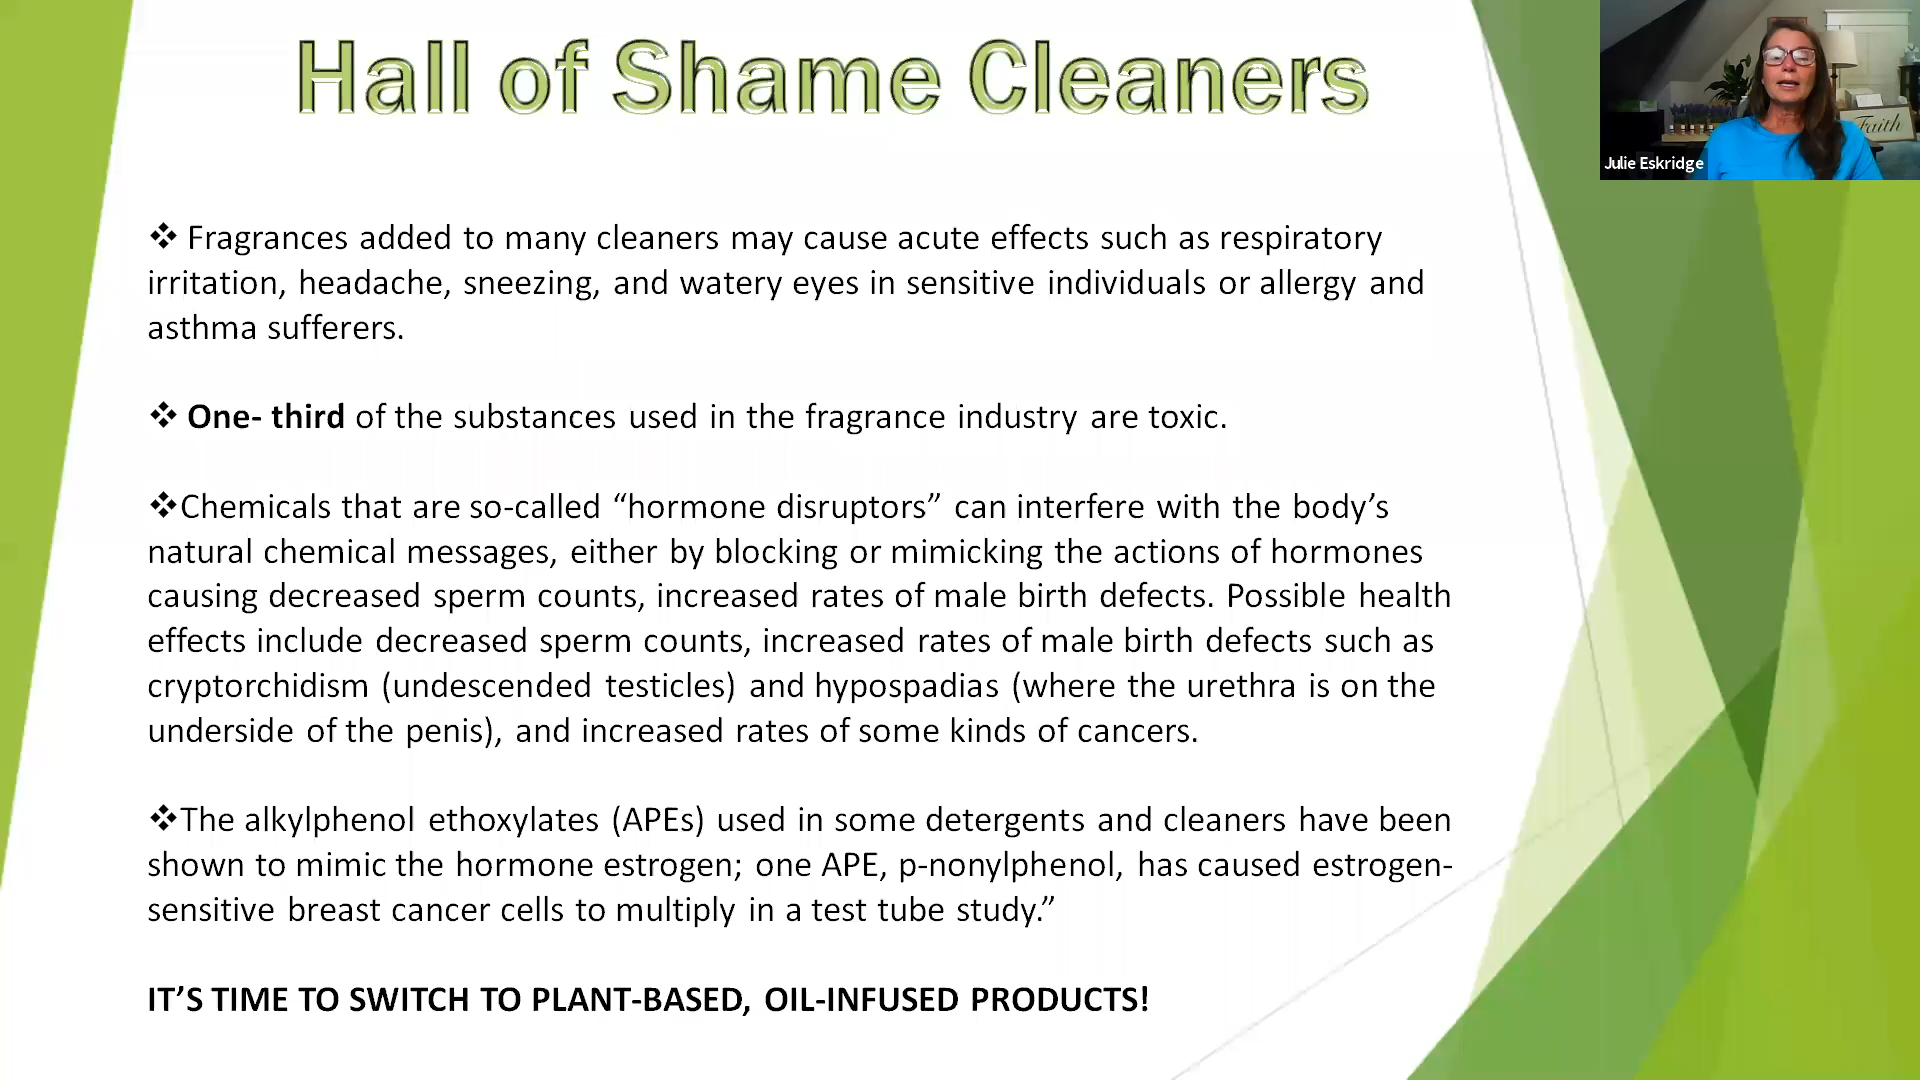 Hall of Shame Cleaners
Julie Eskridge
Faith
❖ Fragrances added to many cleaners may cause acute effects such as respiratory
irritation, headache, sneezing, and watery eyes in sensitive individuals or allergy and
asthma sufferers.
❖ One- third of the substances used in the fragrance industry are toxic.
❖Chemicals that are so-called “hormone disruptors” can interfere with the body’s
natural chemical messages, either by blocking or mimicking the actions of hormones
causing decreased sperm counts, increased rates of male birth defects. Possible health
effects include decreased sperm counts, increased rates of male birth defects such as
cryptorchidism (undescended testicles) and hypospadias (where the urethra is on the
underside of the penis), and increased rates of some kinds of cancers.
❖The alkylphenol ethoxylates (APEs) used in some detergents and cleaners have been
shown to mimic the hormone estrogen; one APE, p-nonylphenol, has caused estrogen-
sensitive breast cancer cells to multiply in a test tube study.”
IT’S TIME TO SWITCH TO PLANT-BASED, OIL-INFUSED PRODUCTS!